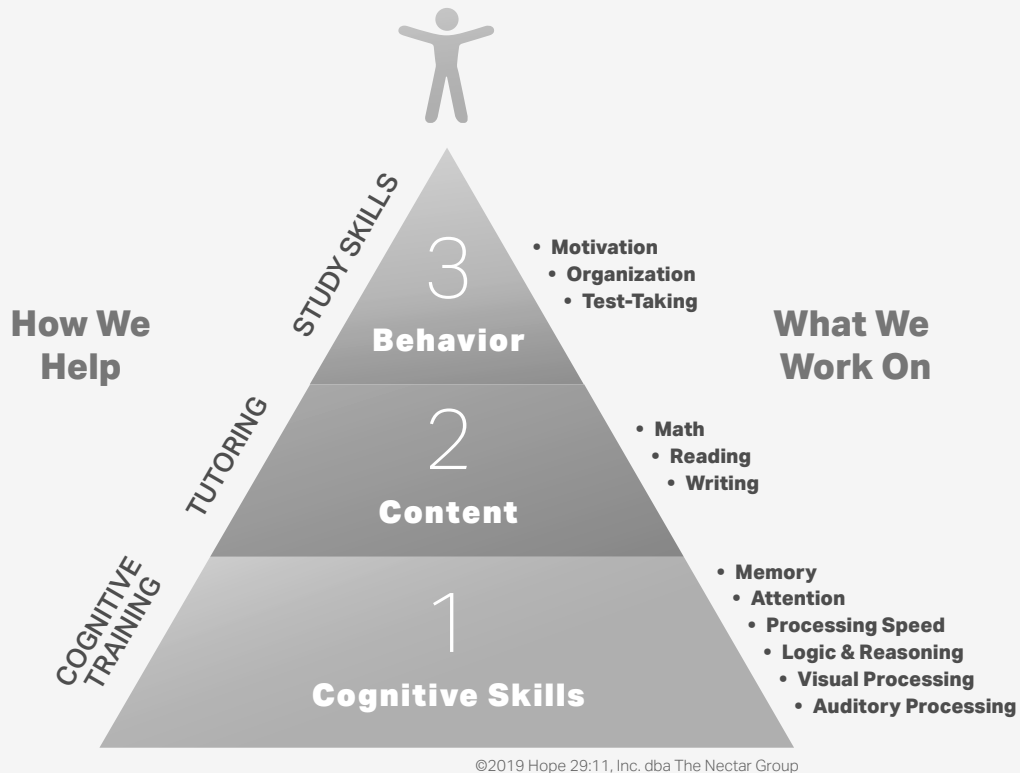 STUDY SKILLS
3
Behavior
• Motivation
• Organization
• Test-Taking
How We
Help
What We
Work On
TUTORING
2
Content
• Math
• Reading
• Writing
COGNITIVE
TRAINING
1
Cognitive Skills
• Memory
• Attention
• Processing Speed
• Logic & Reasoning
• Visual Processing
• Auditory Processing
©2019 Hope 29:11, Inc. dba The Nectar Group